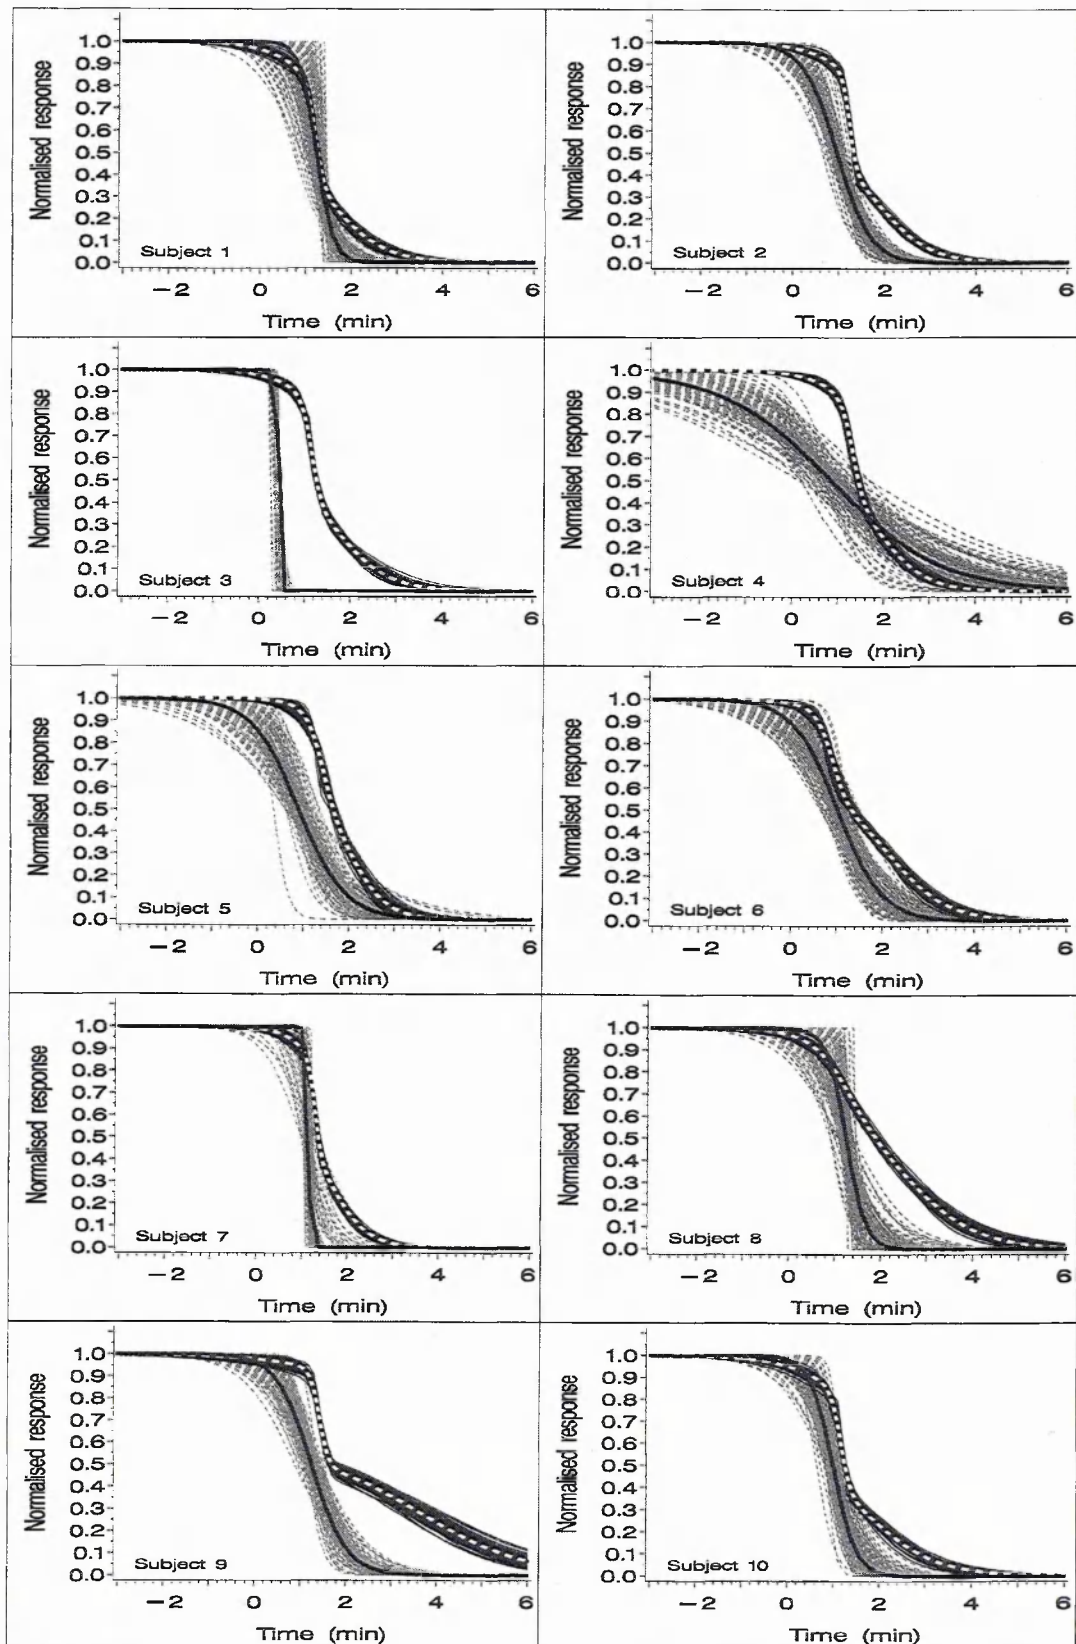 Normalised response
1.0
0.9
0.8
0.7
0.6
0.5
0.4
0.3
0.2
0.1
0.0
Subject 1
−2 0 2 4 6
Time (min)
Normalised response
1.0
0.9
0.8
0.7
0.6
0.5
0.4
0.3
0.2
0.1
0.0
Subject 2
−2 0 2 4 6
Time (min)
Normalised response
1.0
0.9
0.8
0.7
0.6
0.5
0.4
0.3
0.2
0.1
0.0
Subject 3
−2 0 2 4 6
Time (min)
Normalised response
1.0
0.9
0.8
0.7
0.6
0.5
0.4
0.3
0.2
0.1
0.0
Subject 4
−2 0 2 4 6
Time (min)
Normalised response
1.0
0.9
0.8
0.7
0.6
0.5
0.4
0.3
0.2
0.1
0.0
Subject 5
−2 0 2 4 6
Time (min)
Normalised response
1.0
0.9
0.8
0.7
0.6
0.5
0.4
0.3
0.2
0.1
0.0
Subject 6
−2 0 2 4 6
Time (min)
Normalised response
1.0
0.9
0.8
0.7
0.6
0.5
0.4
0.3
0.2
0.1
0.0
Subject 7
−2 0 2 4 6
Time (min)
Normalised response
1.0
0.9
0.8
0.7
0.6
0.5
0.4
0.3
0.2
0.1
0.0
Subject 8
−2 0 2 4 6
Time (min)
Normalised response
1.0
0.9
0.8
0.7
0.6
0.5
0.4
0.3
0.2
0.1
0.0
Subject 9
−2 0 2 4 6
Time (min)
Normalised response
1.0
0.9
0.8
0.7
0.6
0.5
0.4
0.3
0.2
0.1
0.0
Subject 10
−2 0 2 4 6
Time (min)